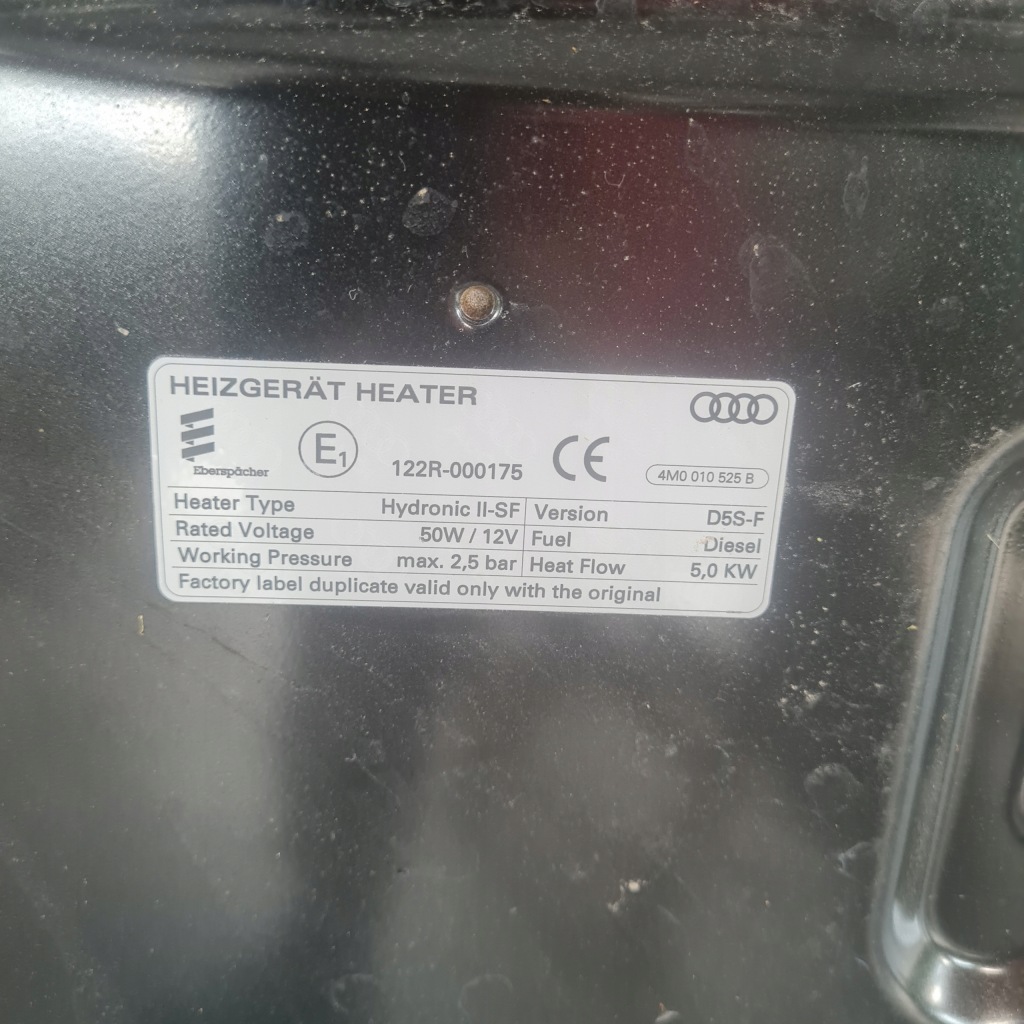 HEIZGERÄT HEATER
Eberspächer
E1
122R-000175
CE
4M0 010 525 B
Heater Type Hydronic II-SF Version D5S-F
Rated Voltage 50W / 12V Fuel Diesel
Working Pressure max. 2,5 bar Heat Flow 5,0 KW
Factory label duplicate valid only with the original